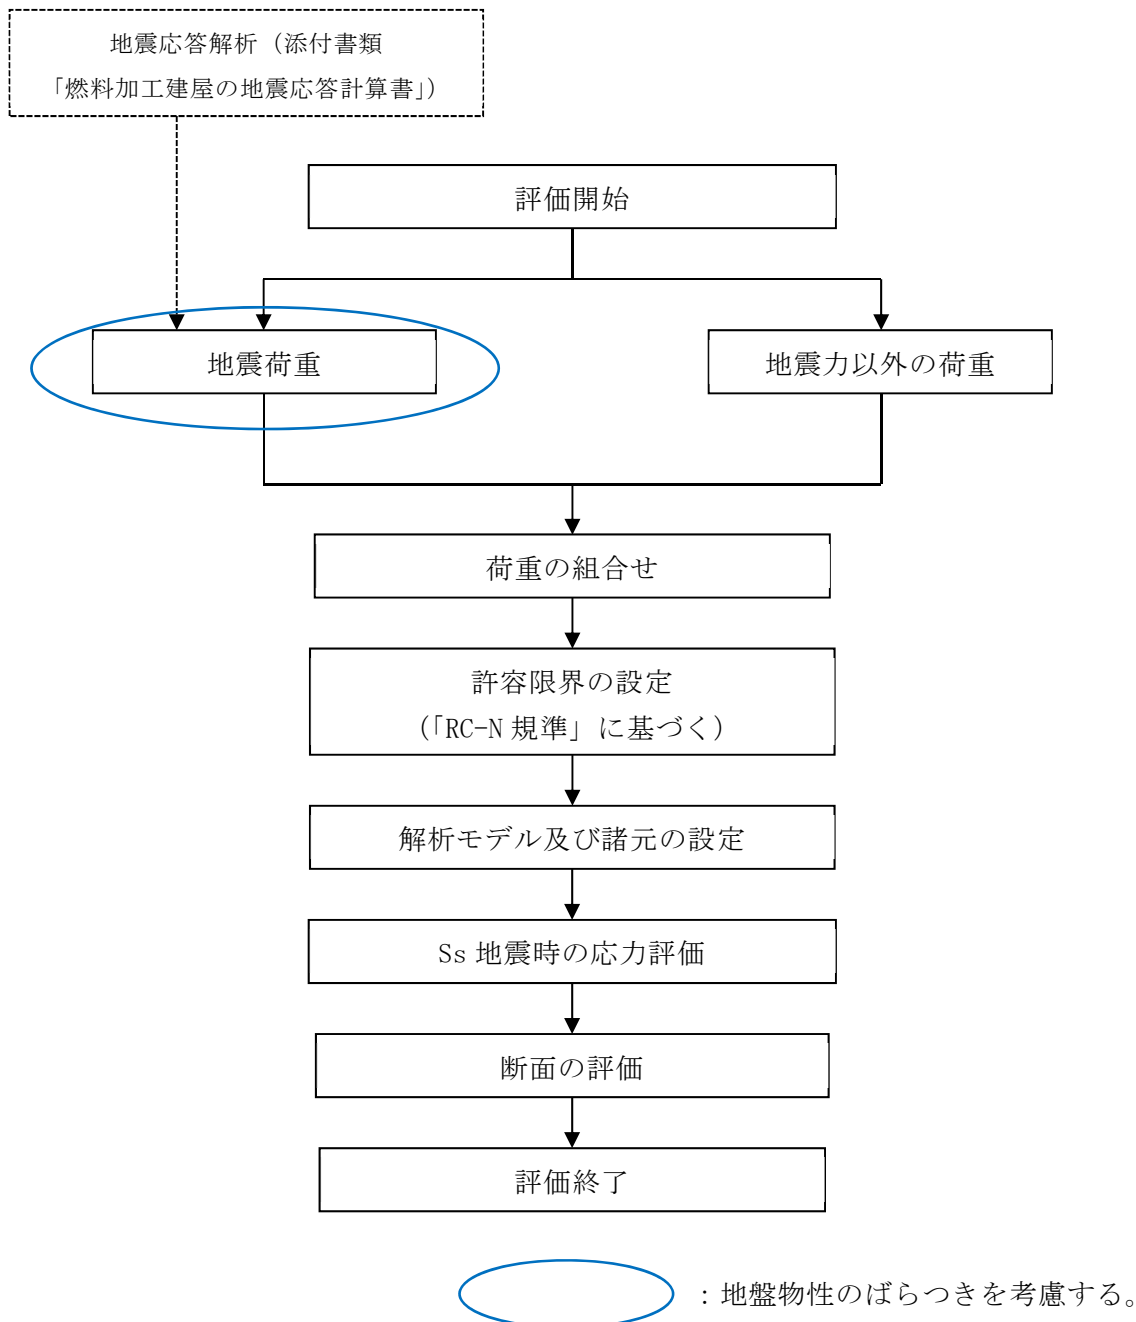 地震応答解析（添付書類
「燃料加工建屋の地震応答計算書」）
評価開始
地震荷重
地震力以外の荷重
荷重の組合せ
許容限界の設定
（「RC-N 規準」に基づく）
解析モデル及び諸元の設定
Ss 地震時の応力評価
断面の評価
評価終了
：地盤物性のばらつきを考慮する。